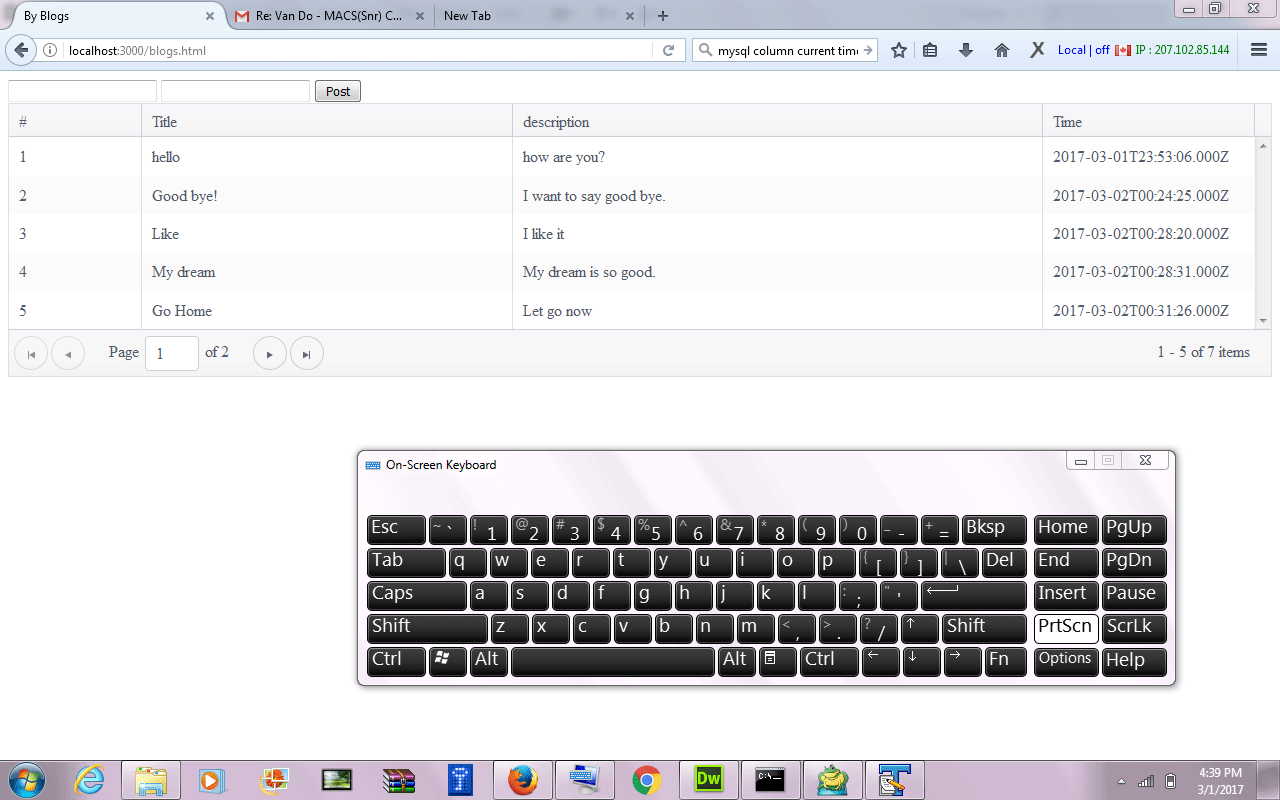 By Blogs
Re: Van Do - MACS(Snr) C...
New Tab
localhost:3000/blogs.html
mysql column current time
Local | off IP : 207.102.85.144
Post
# Title description Time
1 hello how are you? 2017-03-01T23:53:06.000Z
2 Good bye! I want to say good bye. 2017-03-02T00:24:25.000Z
3 Like I like it 2017-03-02T00:28:20.000Z
4 My dream My dream is so good. 2017-03-02T00:28:31.000Z
5 Go Home Let go now 2017-03-02T00:31:26.000Z
Page 1 of 2
1 - 5 of 7 items
On-Screen Keyboard
Esc ~ ` ! 1 @ 2 # 3 $ 4 % 5 ^ 6 & 7 * 8 ( 9 ) 0 _ - + = Bksp Home PgUp
Tab q w e r t y u i o p { [ } ] | \ Del End PgDn
Caps a s d f g h j k l : ; " ' Insert Pause
Shift z x c v b n m < , > . ? / ↑ Shift PrtScn ScrLk
Ctrl Alt Alt Ctrl ← ↓ → Fn Options Help
Dw
C:\_
4:39 PM
3/1/2017